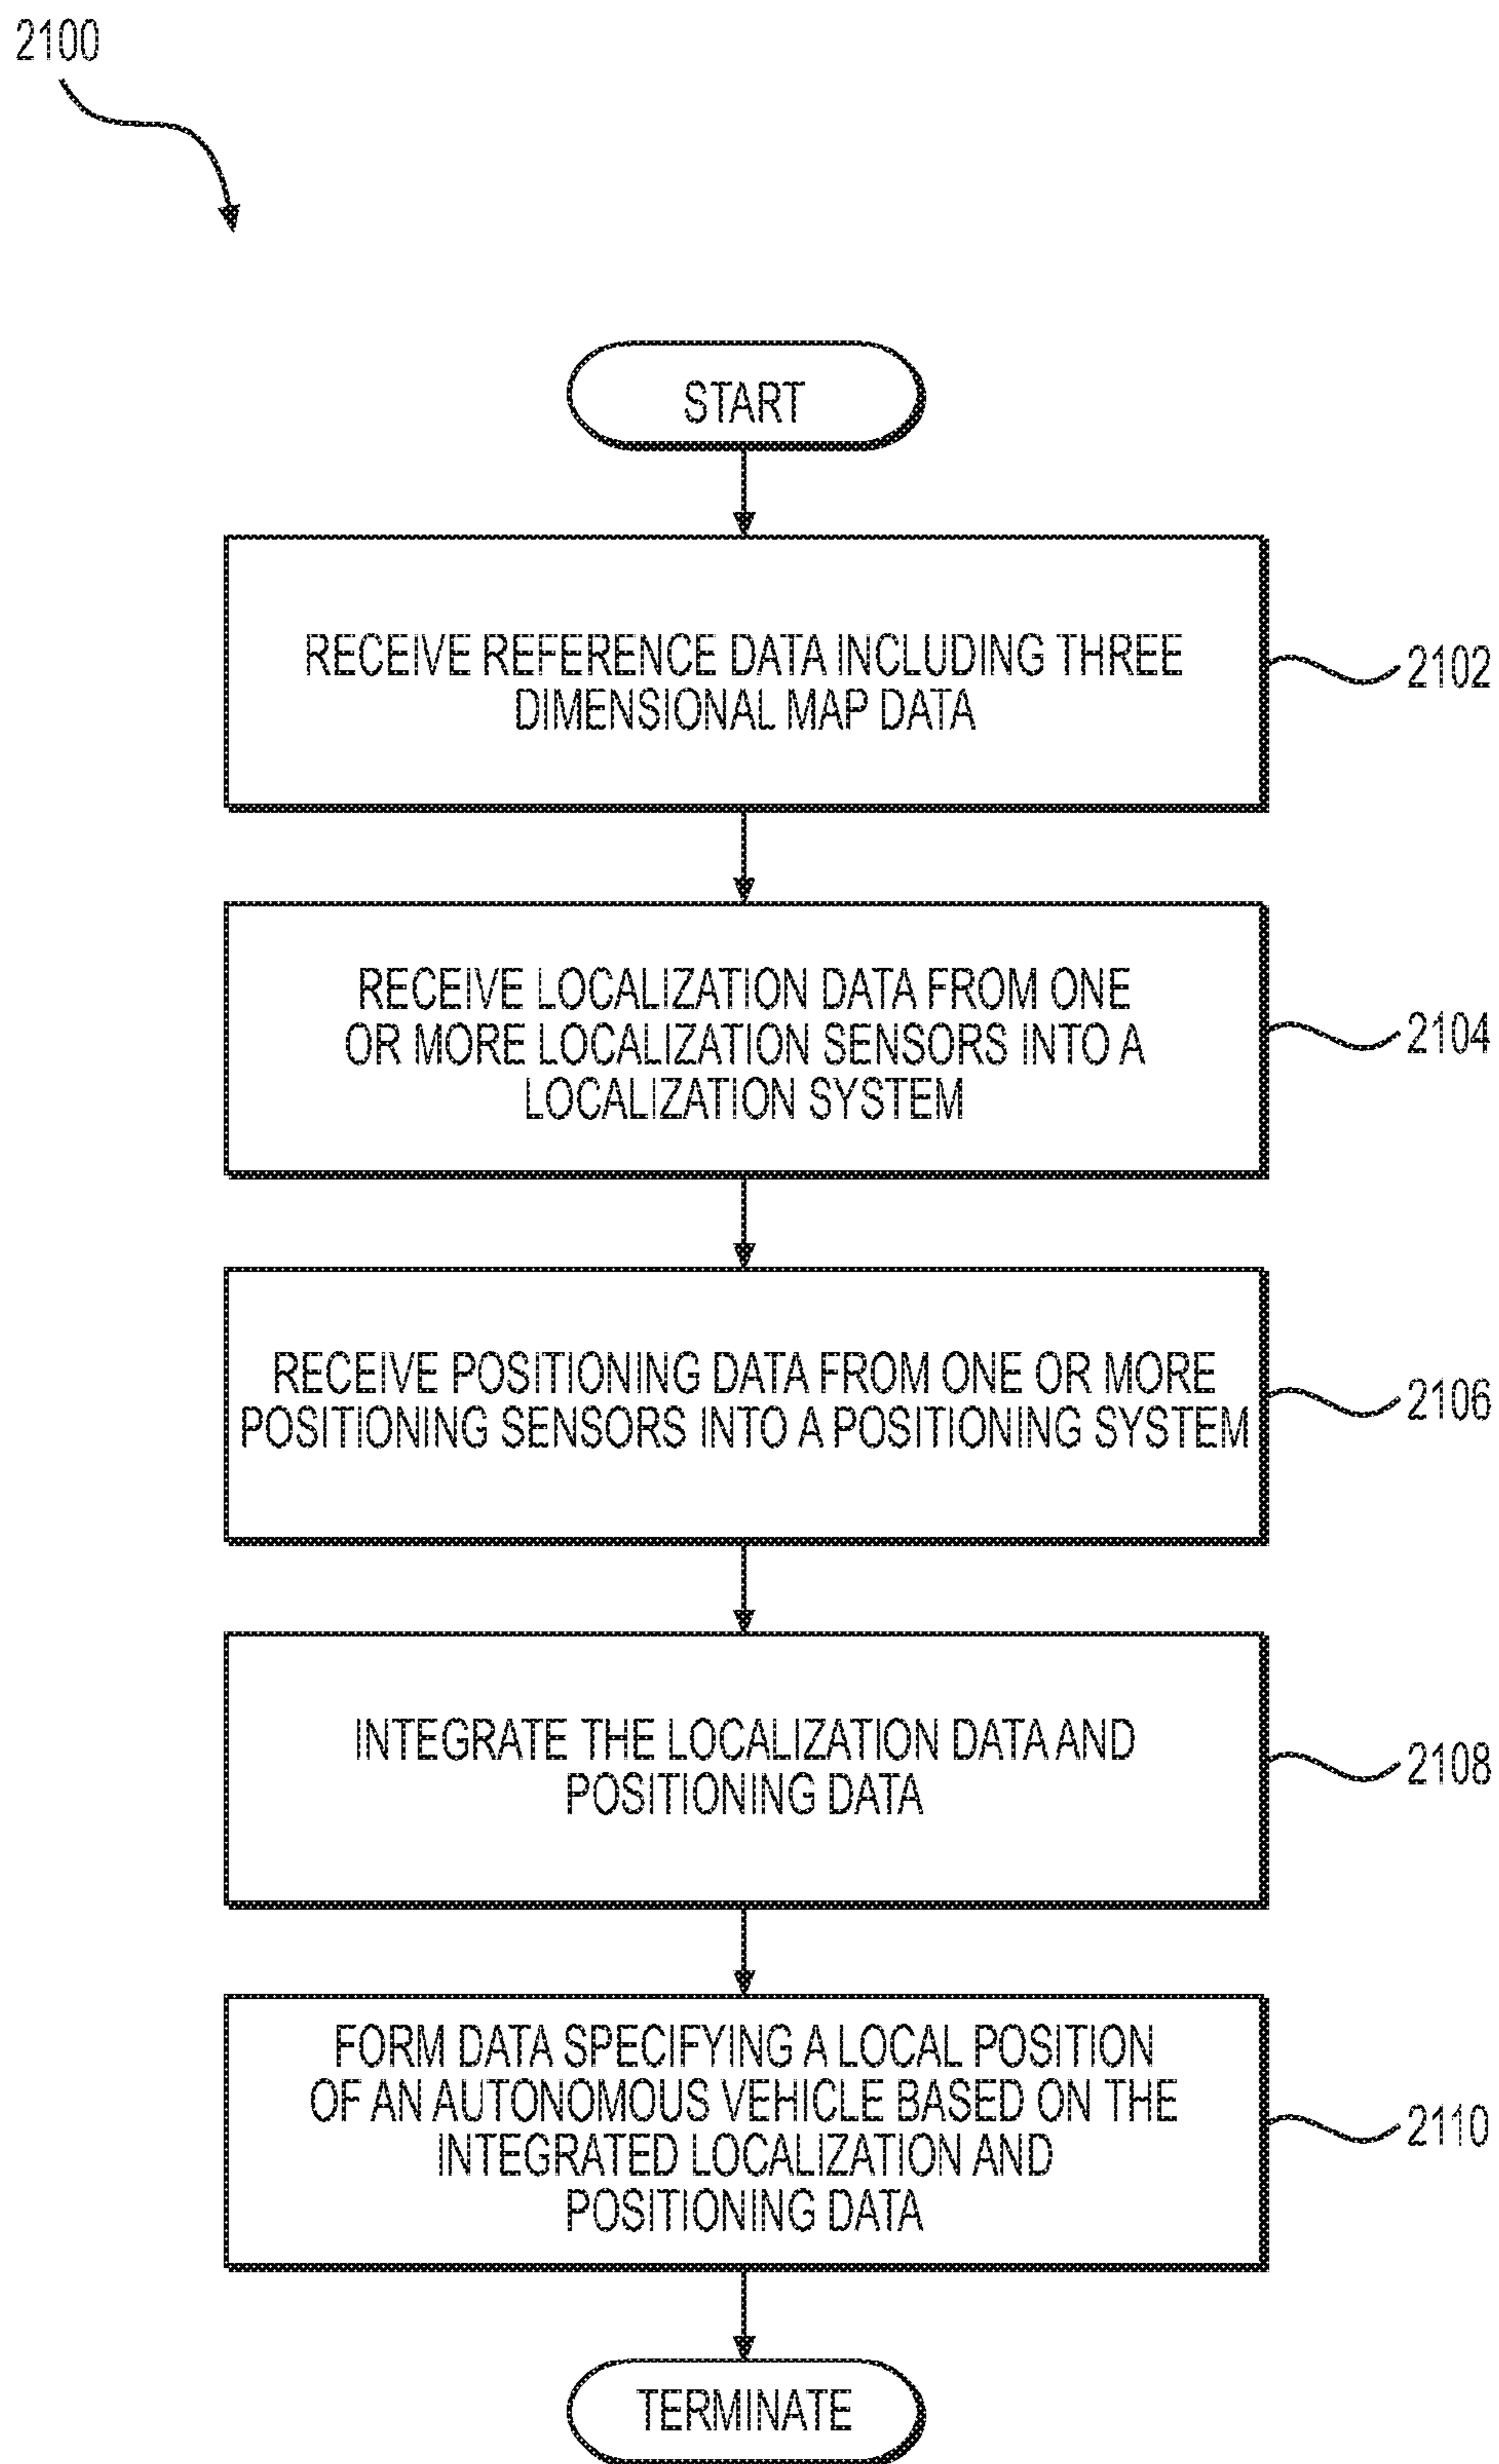 2100
START
RECEIVE REFERENCE DATA INCLUDING THREE
DIMENSIONAL MAP DATA
2102
RECEIVE LOCALIZATION DATA FROM ONE
OR MORE LOCALIZATION SENSORS INTO A
LOCALIZATION SYSTEM
2104
RECEIVE POSITIONING DATA FROM ONE OR MORE
POSITIONING SENSORS INTO A POSITIONING SYSTEM
2106
INTEGRATE THE LOCALIZATION DATA AND
POSITIONING DATA
2108
FORM DATA SPECIFYING A LOCAL POSITION
OF AN AUTONOMOUS VEHICLE BASED ON THE
INTEGRATED LOCALIZATION AND
POSITIONING DATA
2110
TERMINATE